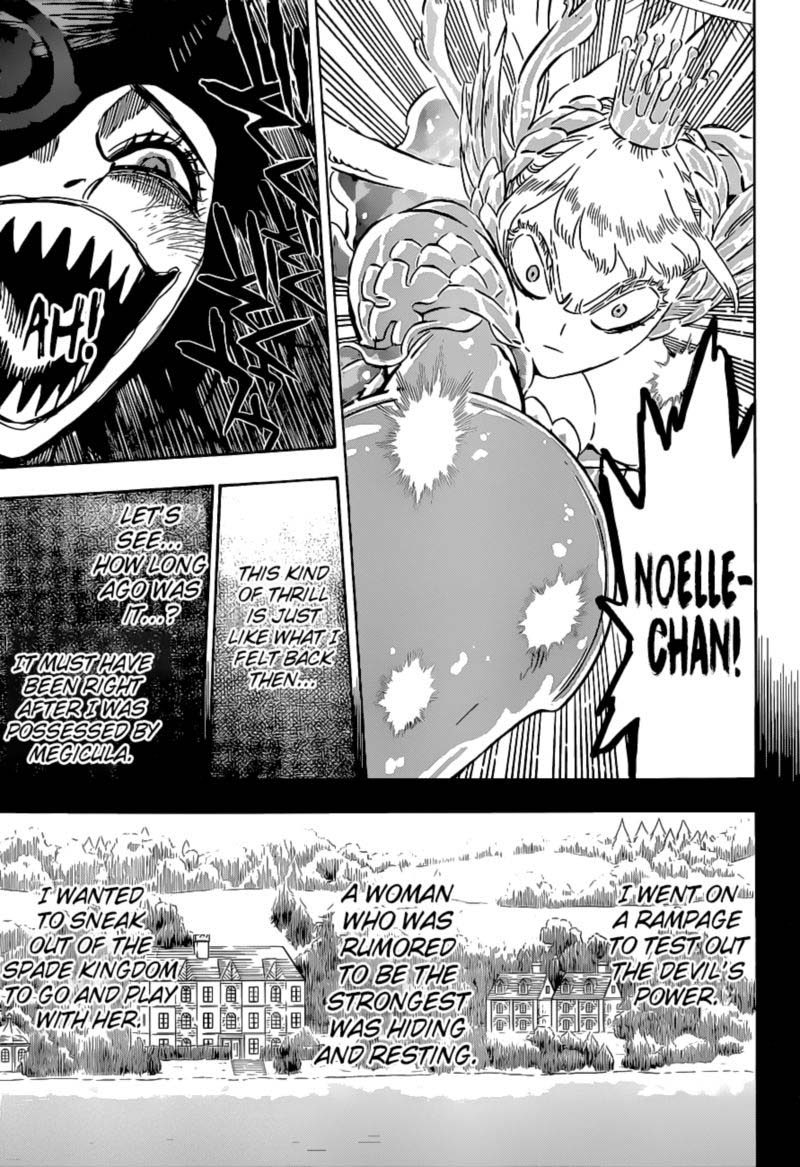 NOELLE-
CHAN!
AH!
THIS KIND
OF THRILL
IS JUST
LIKE WHAT I
FELT BACK
THEN...
LET'S
SEE...
HOW LONG
AGO WAS
IT...?
IT MUST HAVE
BEEN RIGHT
AFTER I WAS
POSSESSED BY
MEGICULA.
I WENT ON
A RAMPAGE
TO TEST OUT
THE DEVIL'S
POWER.
A WOMAN
WHO WAS
RUMORED
TO BE THE
STRONGEST
WAS HIDING
AND RESTING.
I WANTED
TO SNEAK
OUT OF THE
SPADE KINGDOM
TO GO AND PLAY
WITH HER.